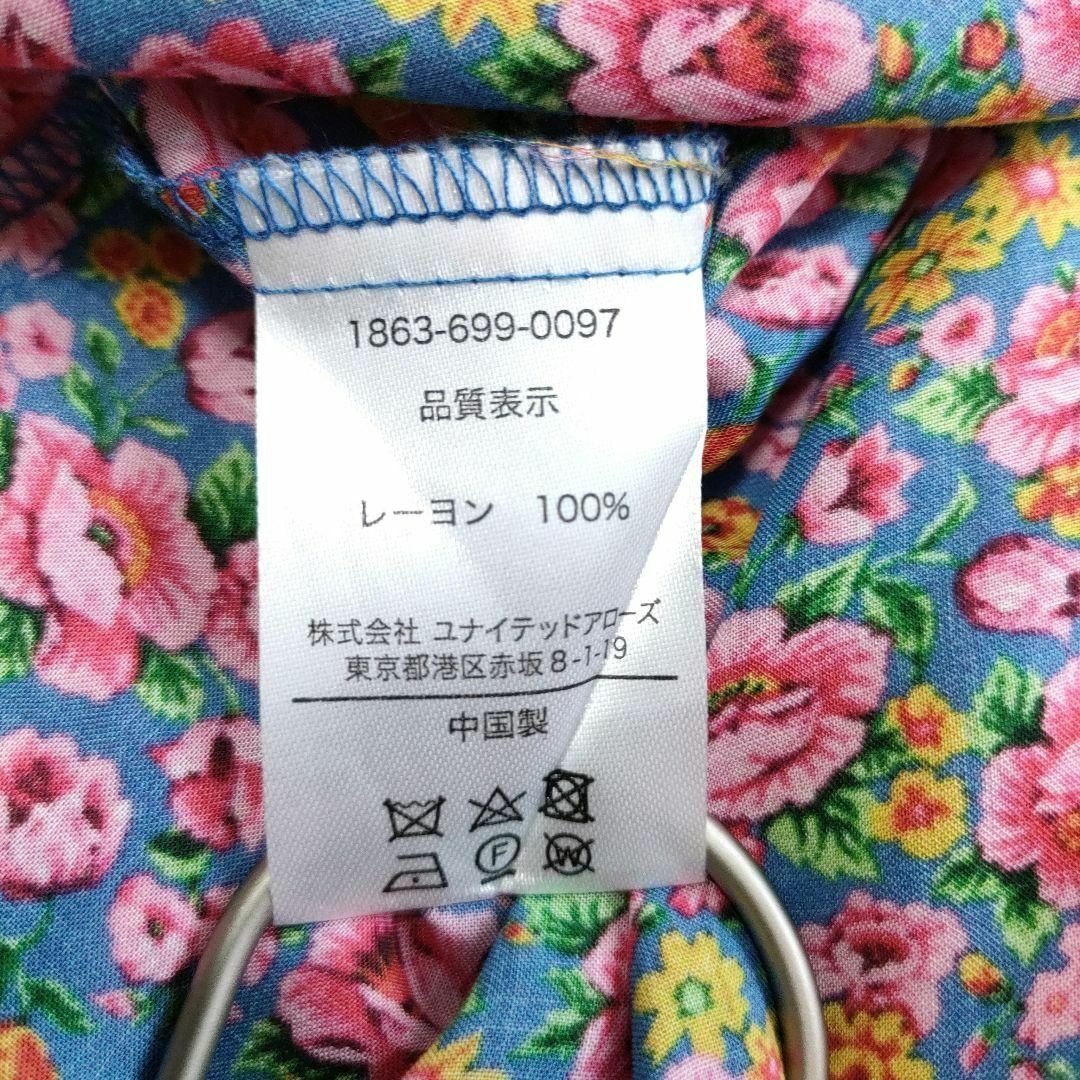 1863-699-0097
品質表示
レーヨン 100%
株式会社 ユナイテッドアローズ
東京都港区赤坂8-1-19
中国製
F W